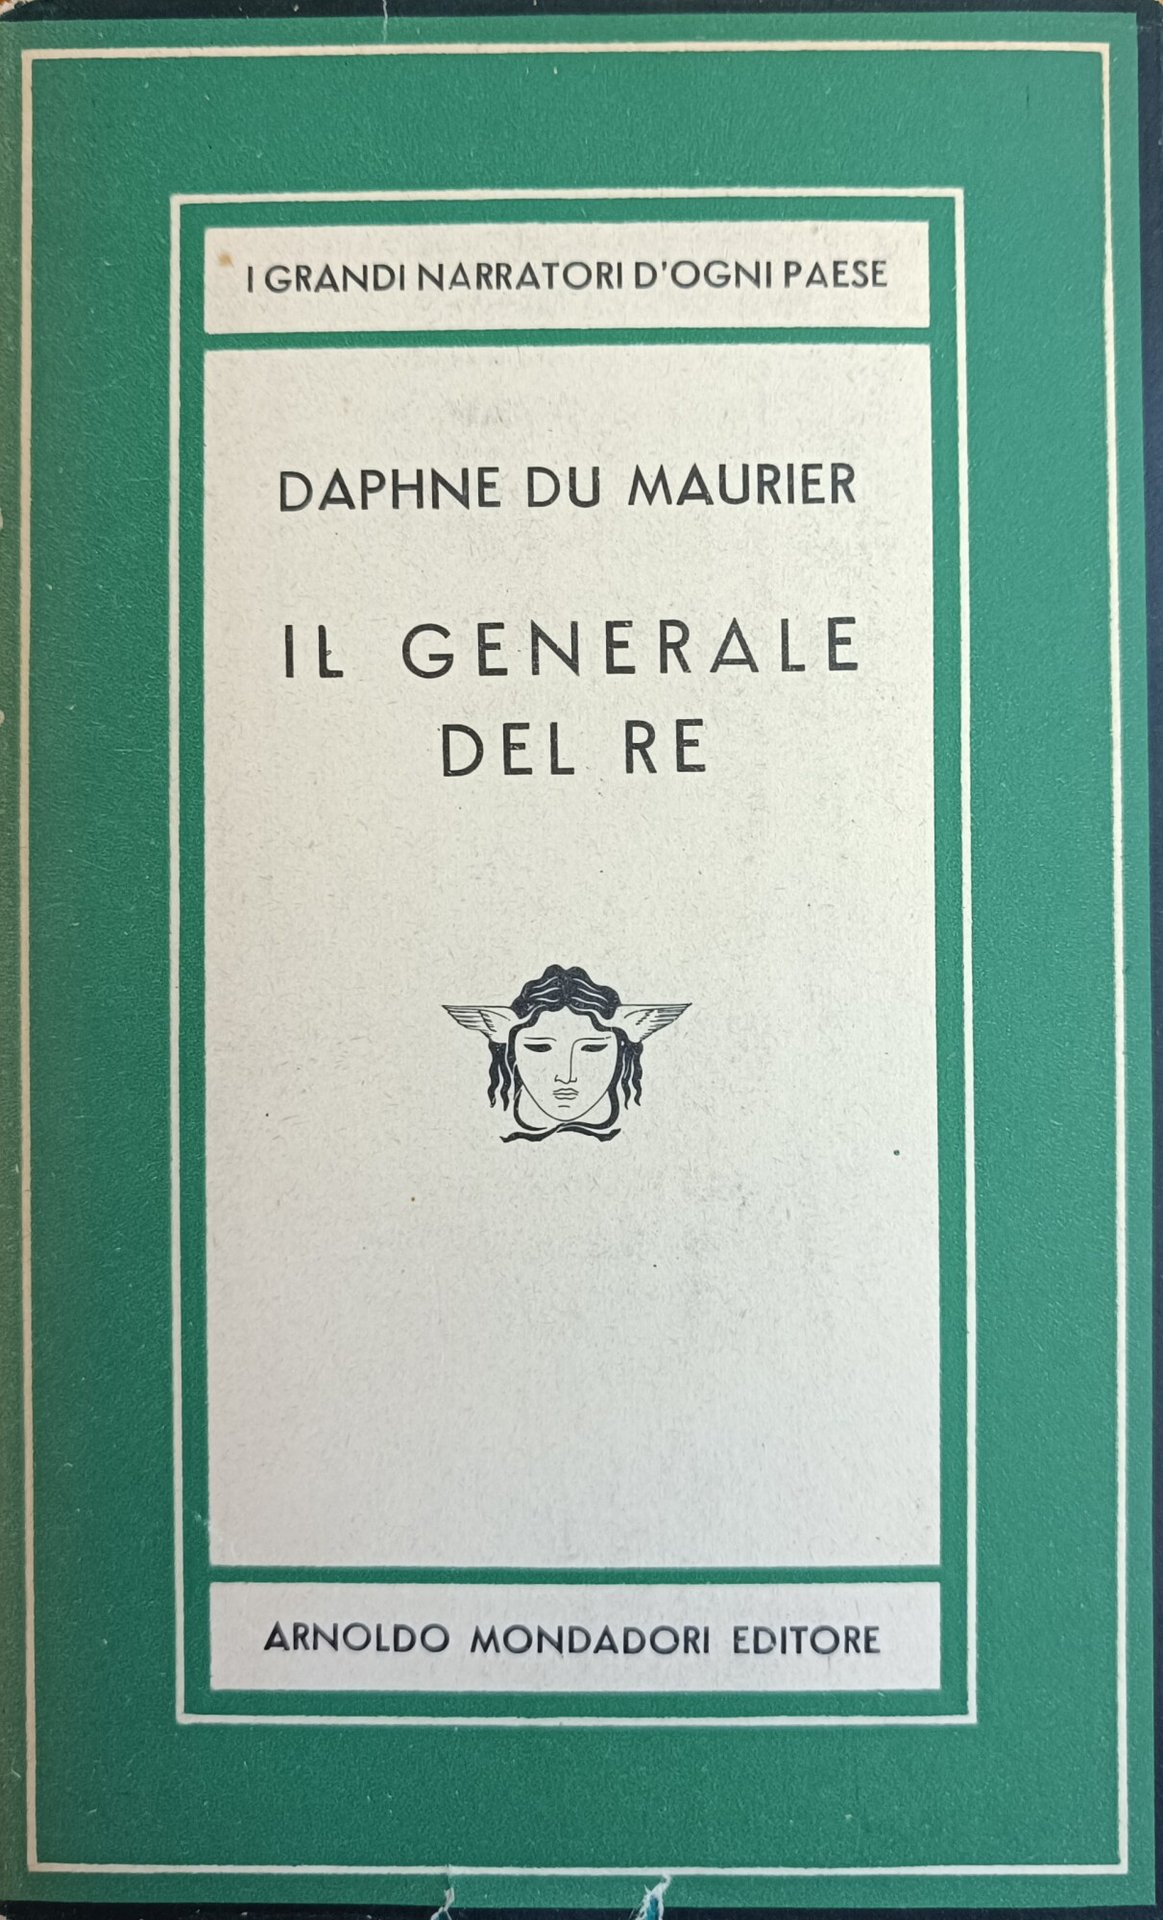 I GRANDI NARRATORI D'OGNI PAESE
DAPHNE DU MAURIER
IL GENERALE
DEL RE
ARNOLDO MONDADORI EDITORE